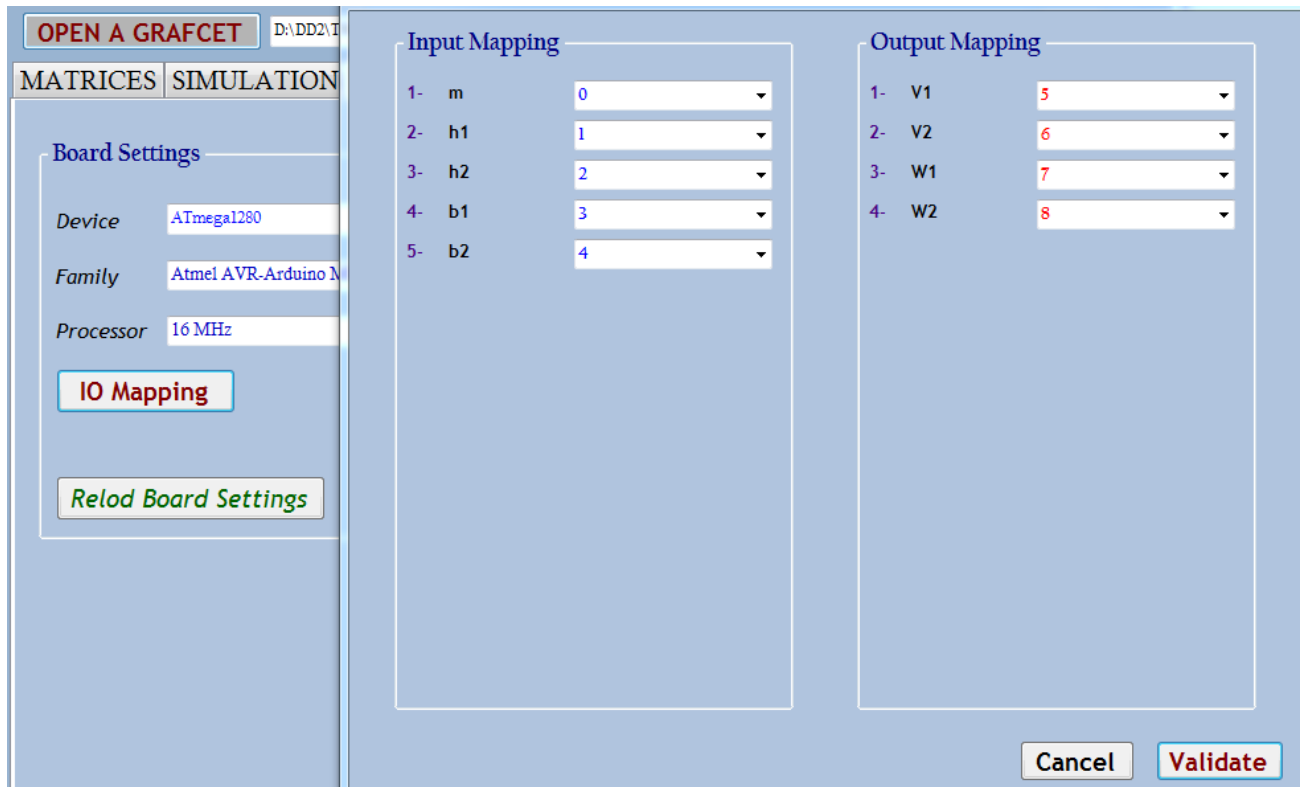 OPEN A GRAFCET D:\DD2\T
MATRICES SIMULATION
Board Settings
Device ATmega1280
Family Atmel AVR-Arduino M
Processor 16 MHz
IO Mapping
Relod Board Settings
Input Mapping
1- m 0
2- h1 1
3- h2 2
4- b1 3
5- b2 4
Output Mapping
1- V1 5
2- V2 6
3- W1 7
4- W2 8
Cancel Validate